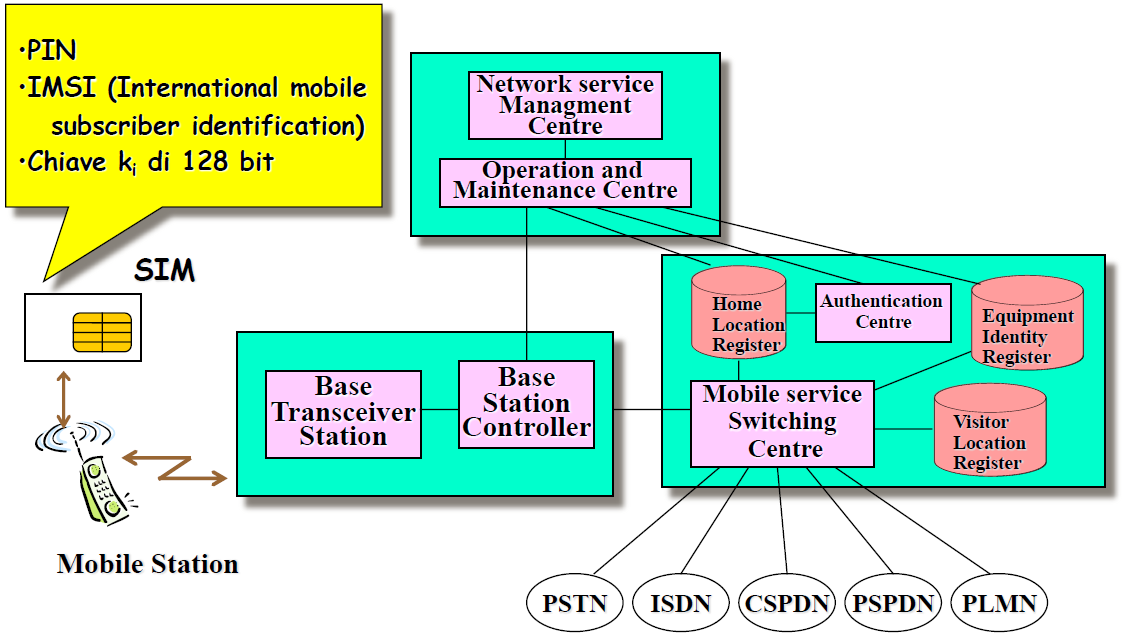 •PIN
•IMSI (International mobile
subscriber identification)
•Chiave ki di 128 bit
SIM
Mobile Station
Network service
Managment
Centre
Operation and
Maintenance Centre
Base
Transceiver
Station
Base
Station
Controller
Home
Location
Register
Authentication
Centre
Equipment
Identity
Register
Mobile service
Switching
Centre
Visitor
Location
Register
PSTN
ISDN
CSPDN
PSPDN
PLMN